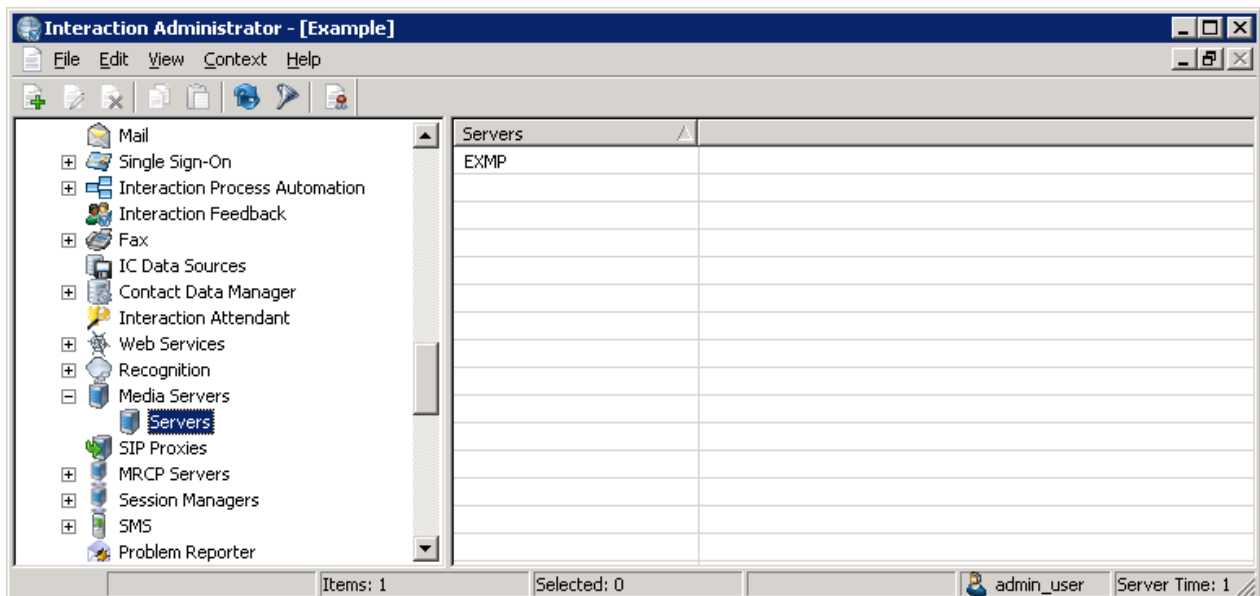 Interaction Administrator - [Example]
File Edit View Context Help
Mail
Single Sign-On
Interaction Process Automation
Interaction Feedback
Fax
IC Data Sources
Contact Data Manager
Interaction Attendant
Web Services
Recognition
Media Servers
Servers
SIP Proxies
MRCP Servers
Session Managers
SMS
Problem Reporter
Servers
EXMP
Items: 1 Selected: 0 admin_user Server Time: 1